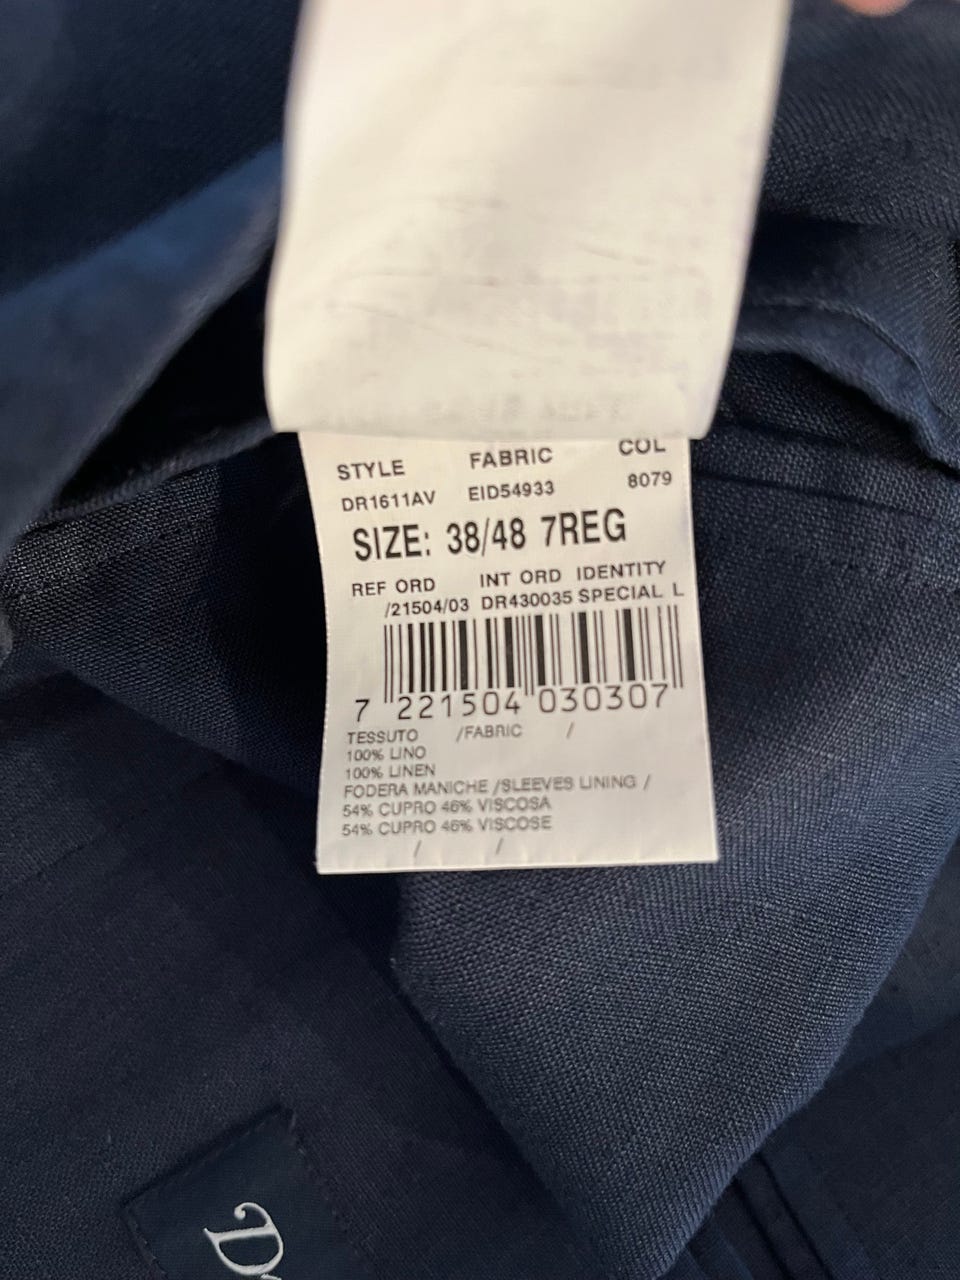 STYLE FABRIC COL
DR1611AV EID54933 8079
SIZE: 38/48 7REG
REF ORD INT ORD IDENTITY
/21504/03 DR430035 SPECIAL L
7 221504 030307
TESSUTO /FABRIC /
100% LINO
100% LINEN
FODERA MANICHE /SLEEVES LINING /
54% CUPRO 46% VISCOSA
54% CUPRO 46% VISCOSE
/ /
D